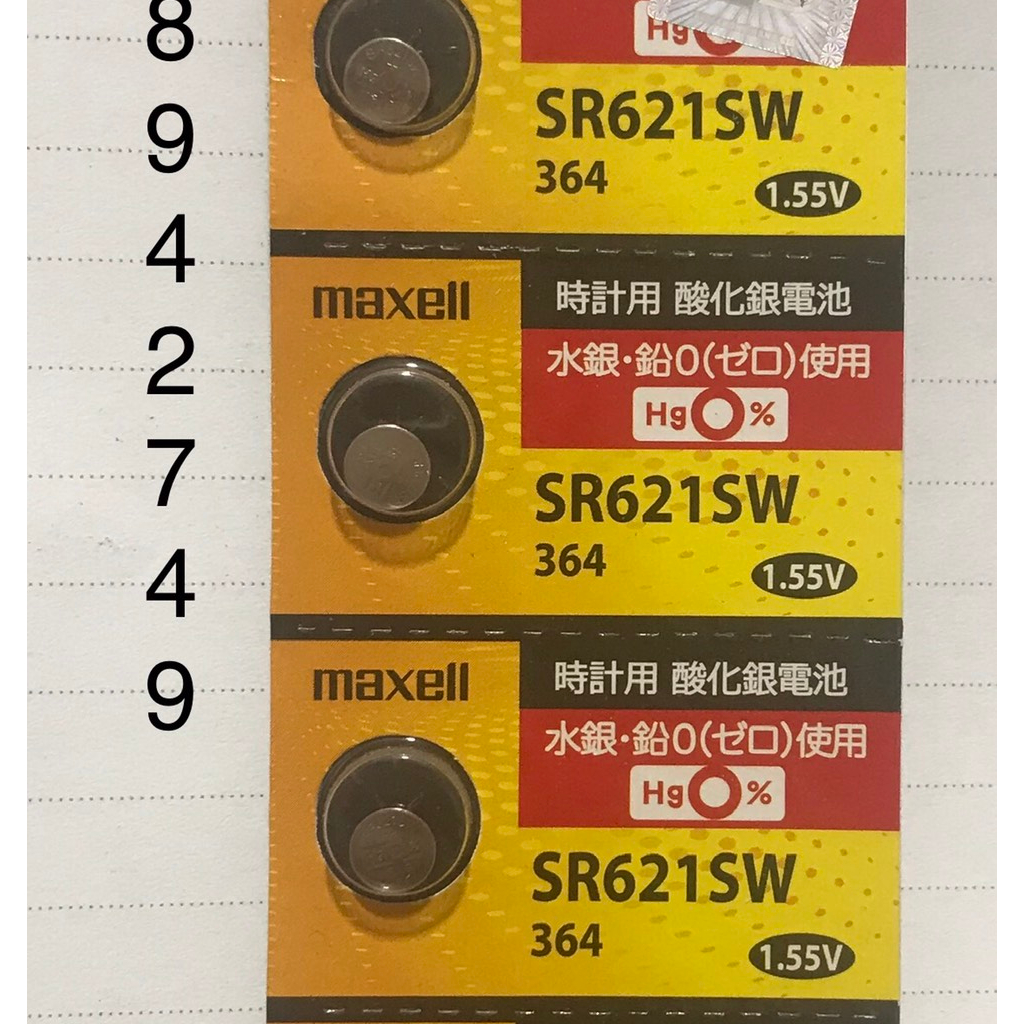 8
9
4
2
7
4
9
Hg
SR621SW
364
1.55V
maxell
時計用 酸化銀電池
水銀・鉛0(ゼロ)使用
Hg0%
SR621SW
364
1.55V
maxell
時計用 酸化銀電池
水銀・鉛0(ゼロ)使用
Hg0%
SR621SW
364
1.55V